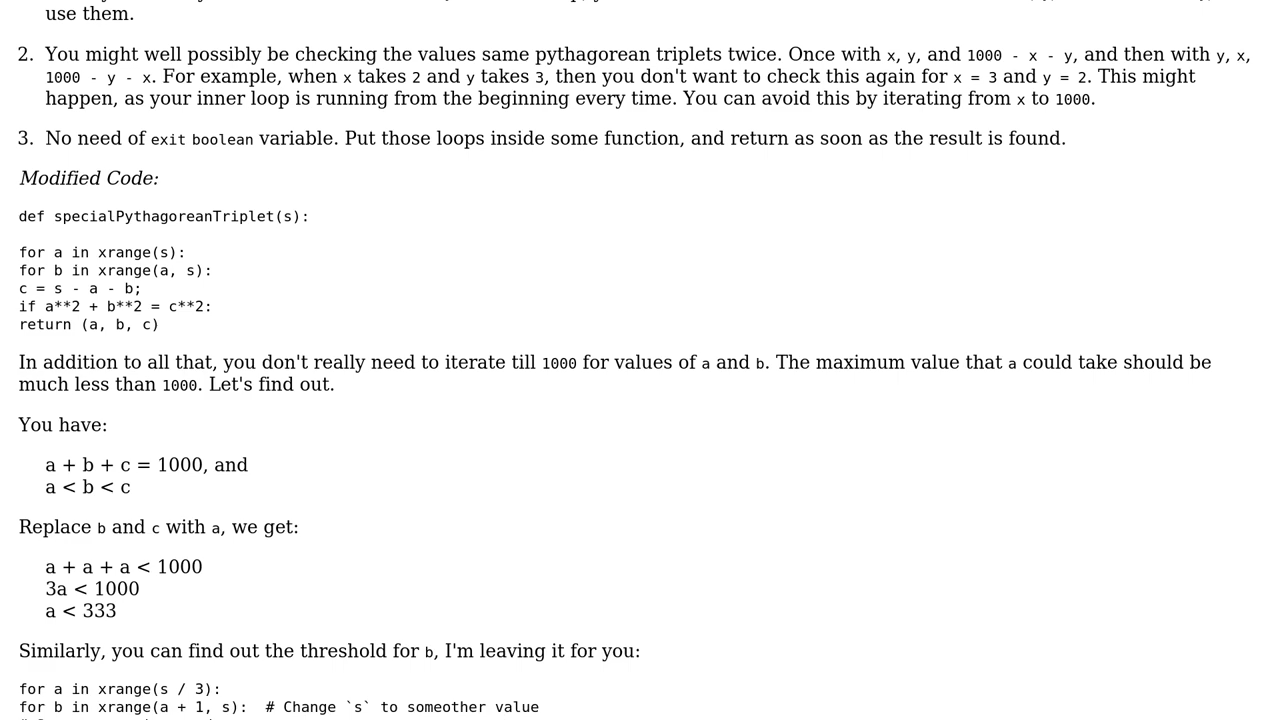 use them.
2. You might well possibly be checking the values same pythagorean triplets twice. Once with x, y, and 1000 - x - y, and then with y, x,
1000 - y - x. For example, when x takes 2 and y takes 3, then you don't want to check this again for x = 3 and y = 2. This might
happen, as your inner loop is running from the beginning every time. You can avoid this by iterating from x to 1000.
3. No need of exit boolean variable. Put those loops inside some function, and return as soon as the result is found.
Modified Code:
def specialPythagoreanTriplet(s):
for a in xrange(s):
for b in xrange(a, s):
c = s - a - b;
if a**2 + b**2 = c**2:
return (a, b, c)
In addition to all that, you don't really need to iterate till 1000 for values of a and b. The maximum value that a could take should be
much less than 1000. Let's find out.
You have:
a + b + c = 1000, and
a < b < c
Replace b and c with a, we get:
a + a + a < 1000
3a < 1000
a < 333
Similarly, you can find out the threshold for b, I'm leaving it for you:
for a in xrange(s / 3):
for b in xrange(a + 1, s):  # Change `s` to someother value